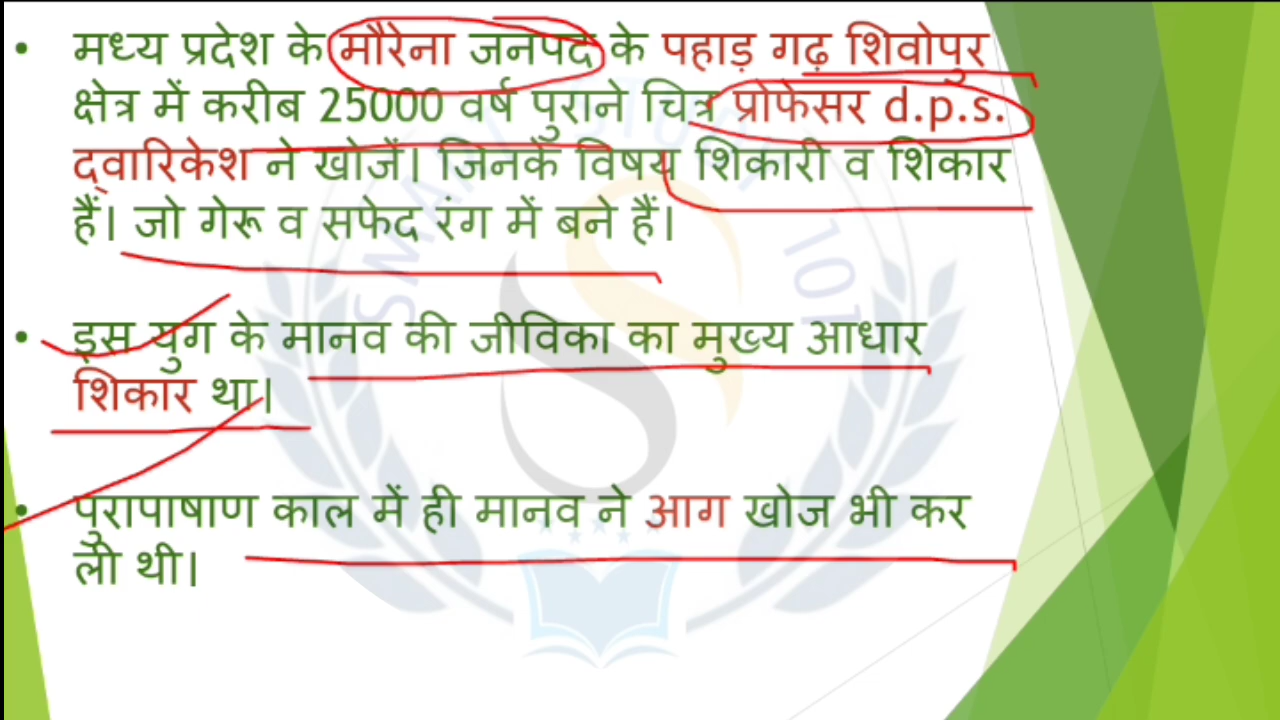 • मध्य प्रदेश के मौरेना जनपद के पहाड़ गढ़ शिवोपुर
क्षेत्र में करीब 25000 वर्ष पुराने चित्र प्रोफेसर d.p.s.
द्वारिकेश ने खोजें। जिनके विषय शिकारी व शिकार
हैं। जो गेरू व सफेद रंग में बने हैं।
• इस युग के मानव की जीविका का मुख्य आधार
शिकार था।
• पुरापाषाण काल में ही मानव ने आग खोज भी कर
ली थी।